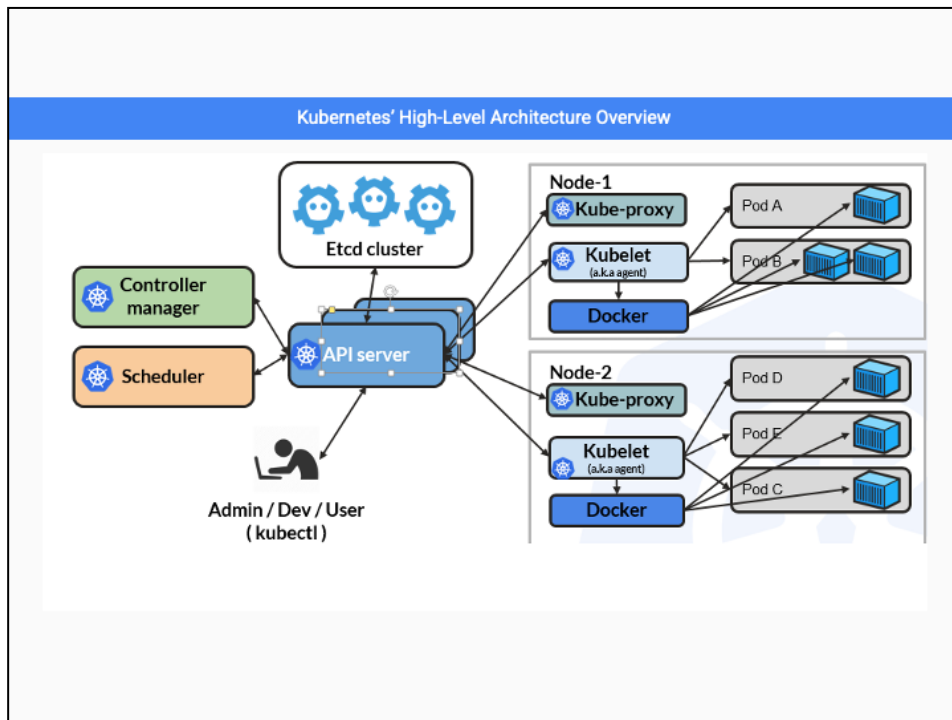 Kubernetes’ High-Level Architecture Overview
Etcd cluster
Controller
manager
Scheduler
API server
Admin / Dev / User
( kubectl )
Node-1
Kube-proxy
Kubelet
(a.k.a agent)
Docker
Pod A
Pod B
Node-2
Kube-proxy
Kubelet
(a.k.a agent)
Docker
Pod D
Pod E
Pod C